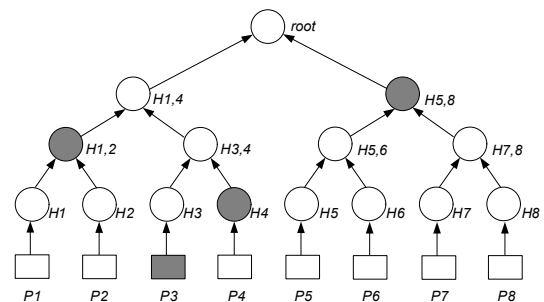 root
H1,4
H5,8
H1,2
H3,4
H5,6
H7,8
H1 H2 H3 H4 H5 H6 H7 H8
P1 P2 P3 P4 P5 P6 P7 P8